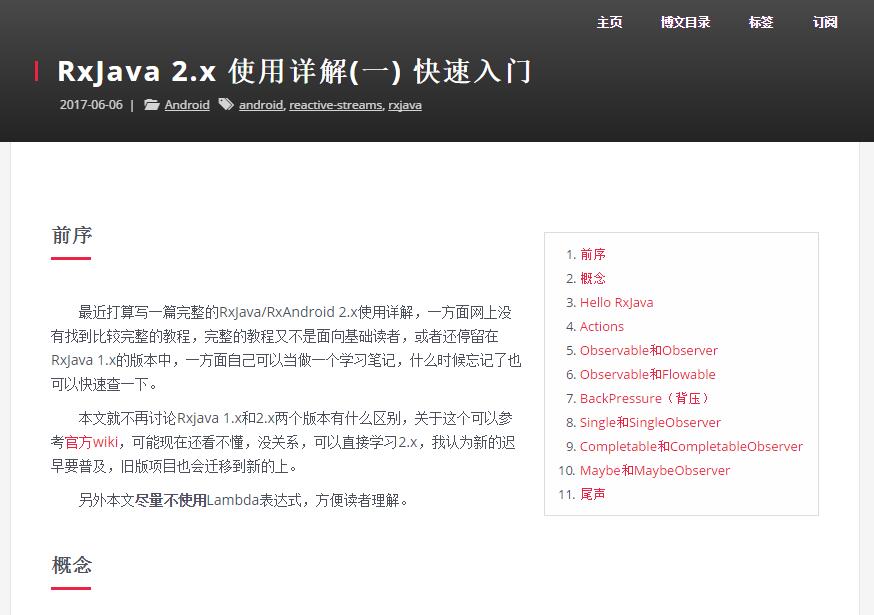 主页 博文目录 标签 订阅
RxJava 2.x 使用详解(一) 快速入门
2017-06-06 | Android android, reactive-streams, rxjava
前序
最近打算写一篇完整的RxJava/RxAndroid 2.x使用详解，一方面网上没
有找到比较完整的教程，完整的教程又不是面向基础读者，或者还停留在
RxJava 1.x的版本中，一方面自己可以当做一个学习笔记，什么时候忘记了也
可以快速查一下。
本文就不再讨论Rxjava 1.x和2.x两个版本有什么区别，关于这个可以参
考官方wiki，可能现在还看不懂，没关系，可以直接学习2.x，我认为新的迟
早要普及，旧版项目也会迁移到新的上。
另外本文尽量不使用Lambda表达式，方便读者理解。
概念
1. 前序
2. 概念
3. Hello RxJava
4. Actions
5. Observable和Observer
6. Observable和Flowable
7. BackPressure（背压）
8. Single和SingleObserver
9. Completable和CompletableObserver
10. Maybe和MaybeObserver
11. 尾声